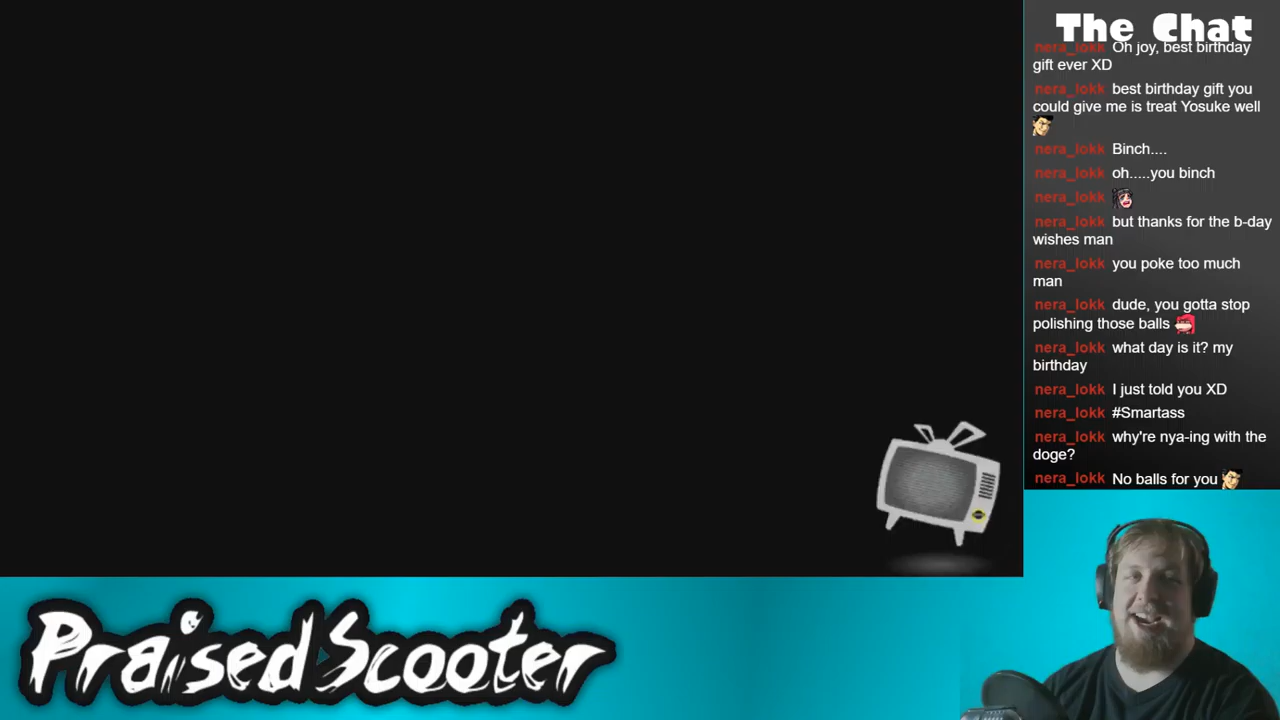 The Chat
nera_lokk Oh joy, best birthday
gift ever XD
nera_lokk best birthday gift you
could give me is treat Yosuke well
nera_lokk Binch....
nera_lokk oh.....you binch
nera_lokk
nera_lokk but thanks for the b-day
wishes man
nera_lokk you poke too much
man
nera_lokk dude, you gotta stop
polishing those balls
nera_lokk what day is it? my
birthday
nera_lokk I just told you XD
nera_lokk #Smartass
nera_lokk why're nya-ing with the
doge?
nera_lokk No balls for you
PraisedScooter